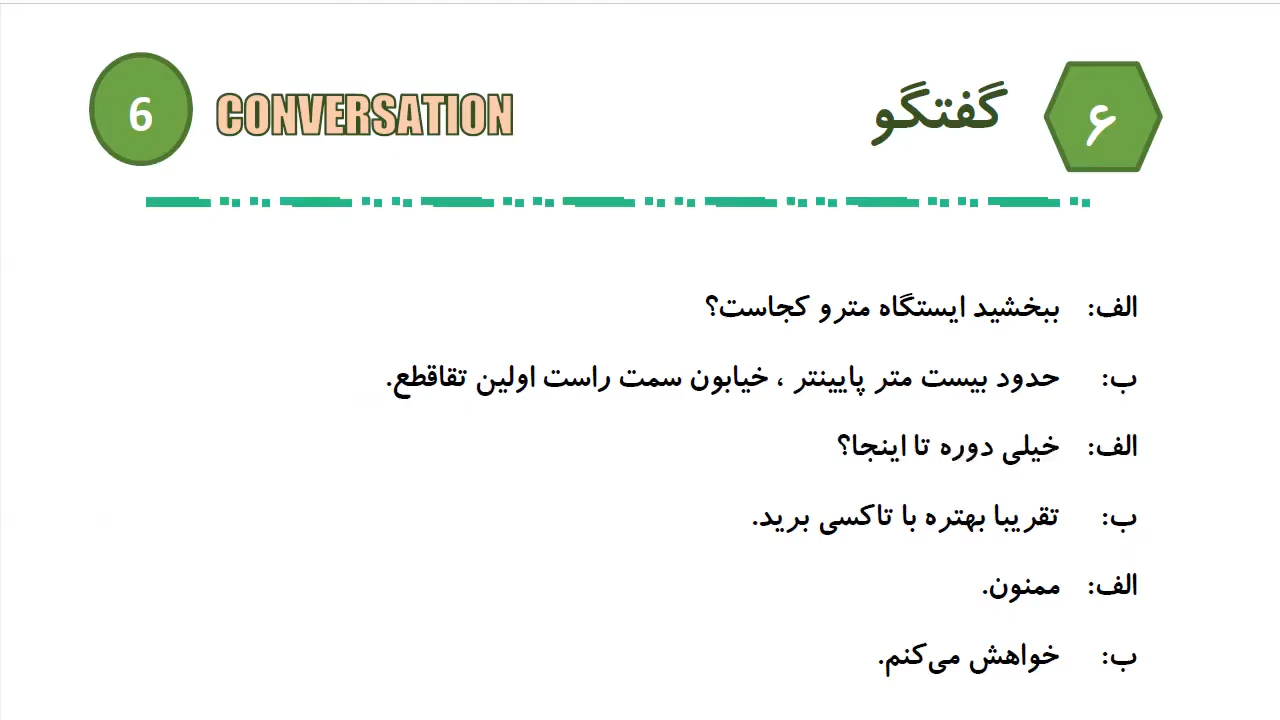 6 CONVERSATION
گفتگو ۶
الف: ببخشید ایستگاه مترو کجاست؟
ب: حدود بیست متر پایینتر ، خیابون سمت راست اولین تقاقطع.
الف: خیلی دوره تا اینجا؟
ب: تقریبا بهتره با تاکسی برید.
الف: ممنون.
ب: خواهش می‌کنم.